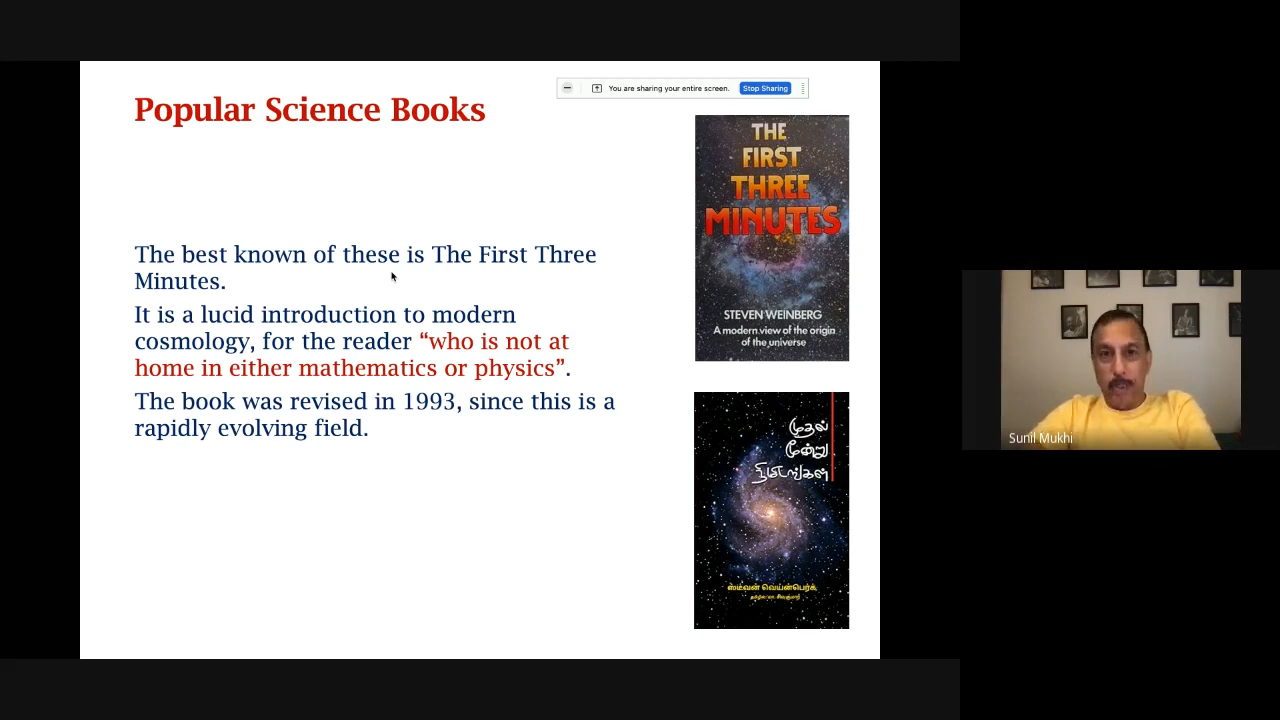 You are sharing your entire screen.
Stop Sharing
Popular Science Books
The best known of these is The First Three
Minutes.
It is a lucid introduction to modern
cosmology, for the reader “who is not at
home in either mathematics or physics”.
The book was revised in 1993, since this is a
rapidly evolving field.
THE
FIRST
THREE
MINUTES
STEVEN WEINBERG
A modern view of the origin
of the universe
முதல்
மூன்று
நிமிடங்கள்
ஸ்டீவன் வெய்ன்பெர்க்
Sunil Mukhi